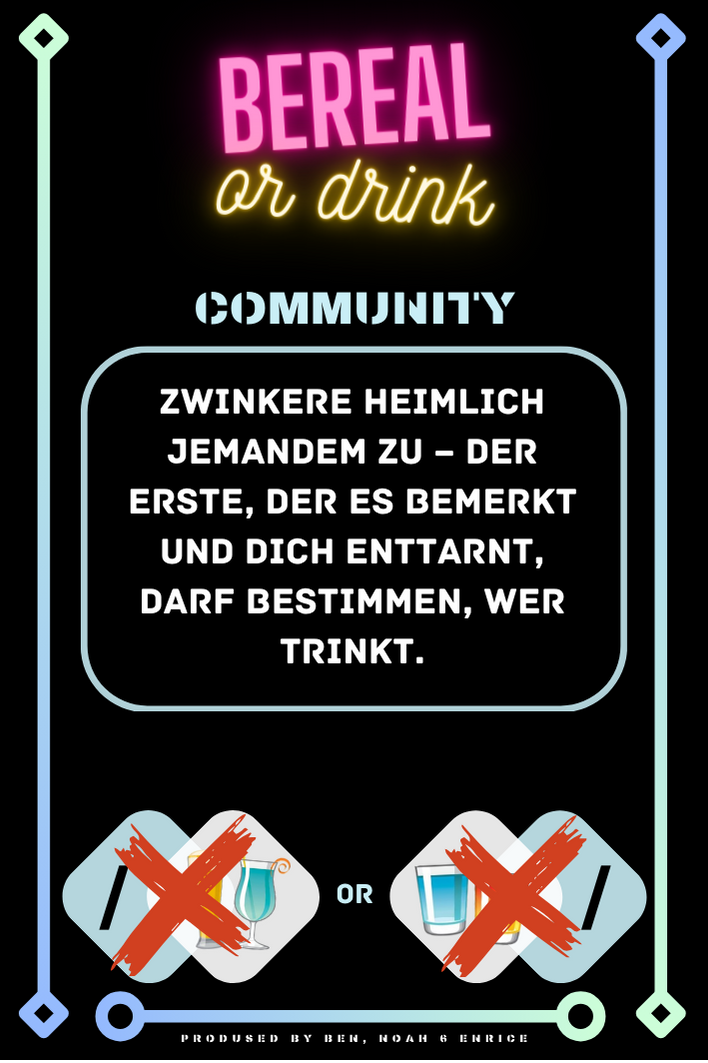 BEREAL
or drink
COMMUNITY
ZWINKERE HEIMLICH
JEMANDEM ZU – DER
ERSTE, DER ES BEMERKT
UND DICH ENTTARNT,
DARF BESTIMMEN, WER
TRINKT.
/ OR /
PRODUSED BY BEN, NOAH & ENRICE